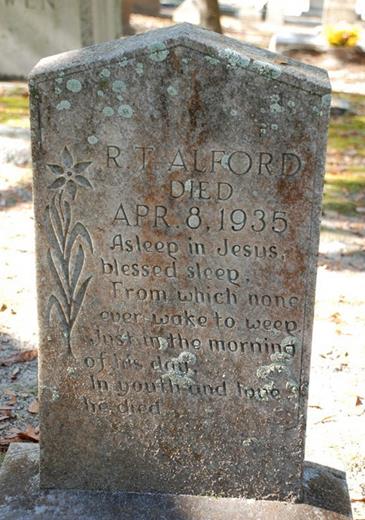 WEN
R. T. ALFORD
DIED
APR. 8, 1935
Asleep in Jesus,
blessed sleep,
From which none
ever wake to weep
Just in the morning
of his day,
In youth and love
he died